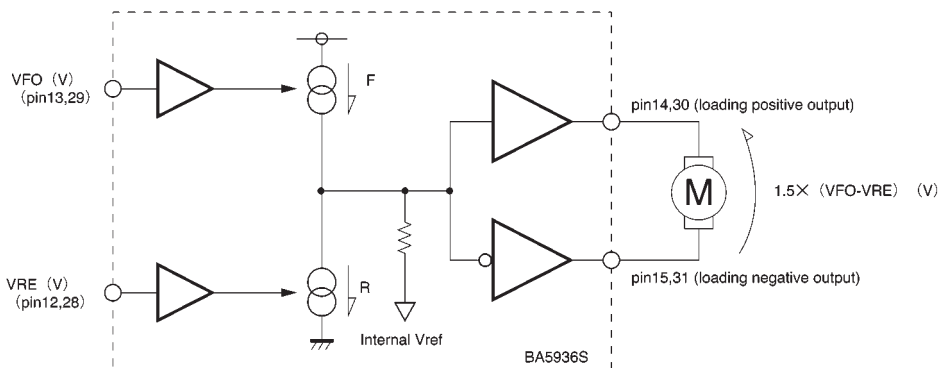 VFO (V)
(pin13,29)
F
pin14,30 (loading positive output)
M
1.5× (VFO-VRE) (V)
VRE (V)
(pin12,28)
R
pin15,31 (loading negative output)
Internal Vref
BA5936S